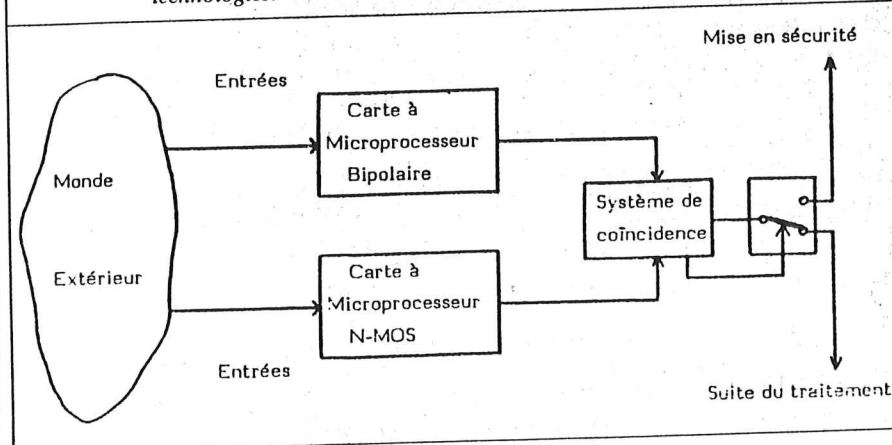 Mise en sécurité
Entrées
Carte à
Microprocesseur
Bipolaire
Monde
Extérieur
Système de
coïncidence
Carte à
Microprocesseur
N-MOS
Entrées
Suite du traitement